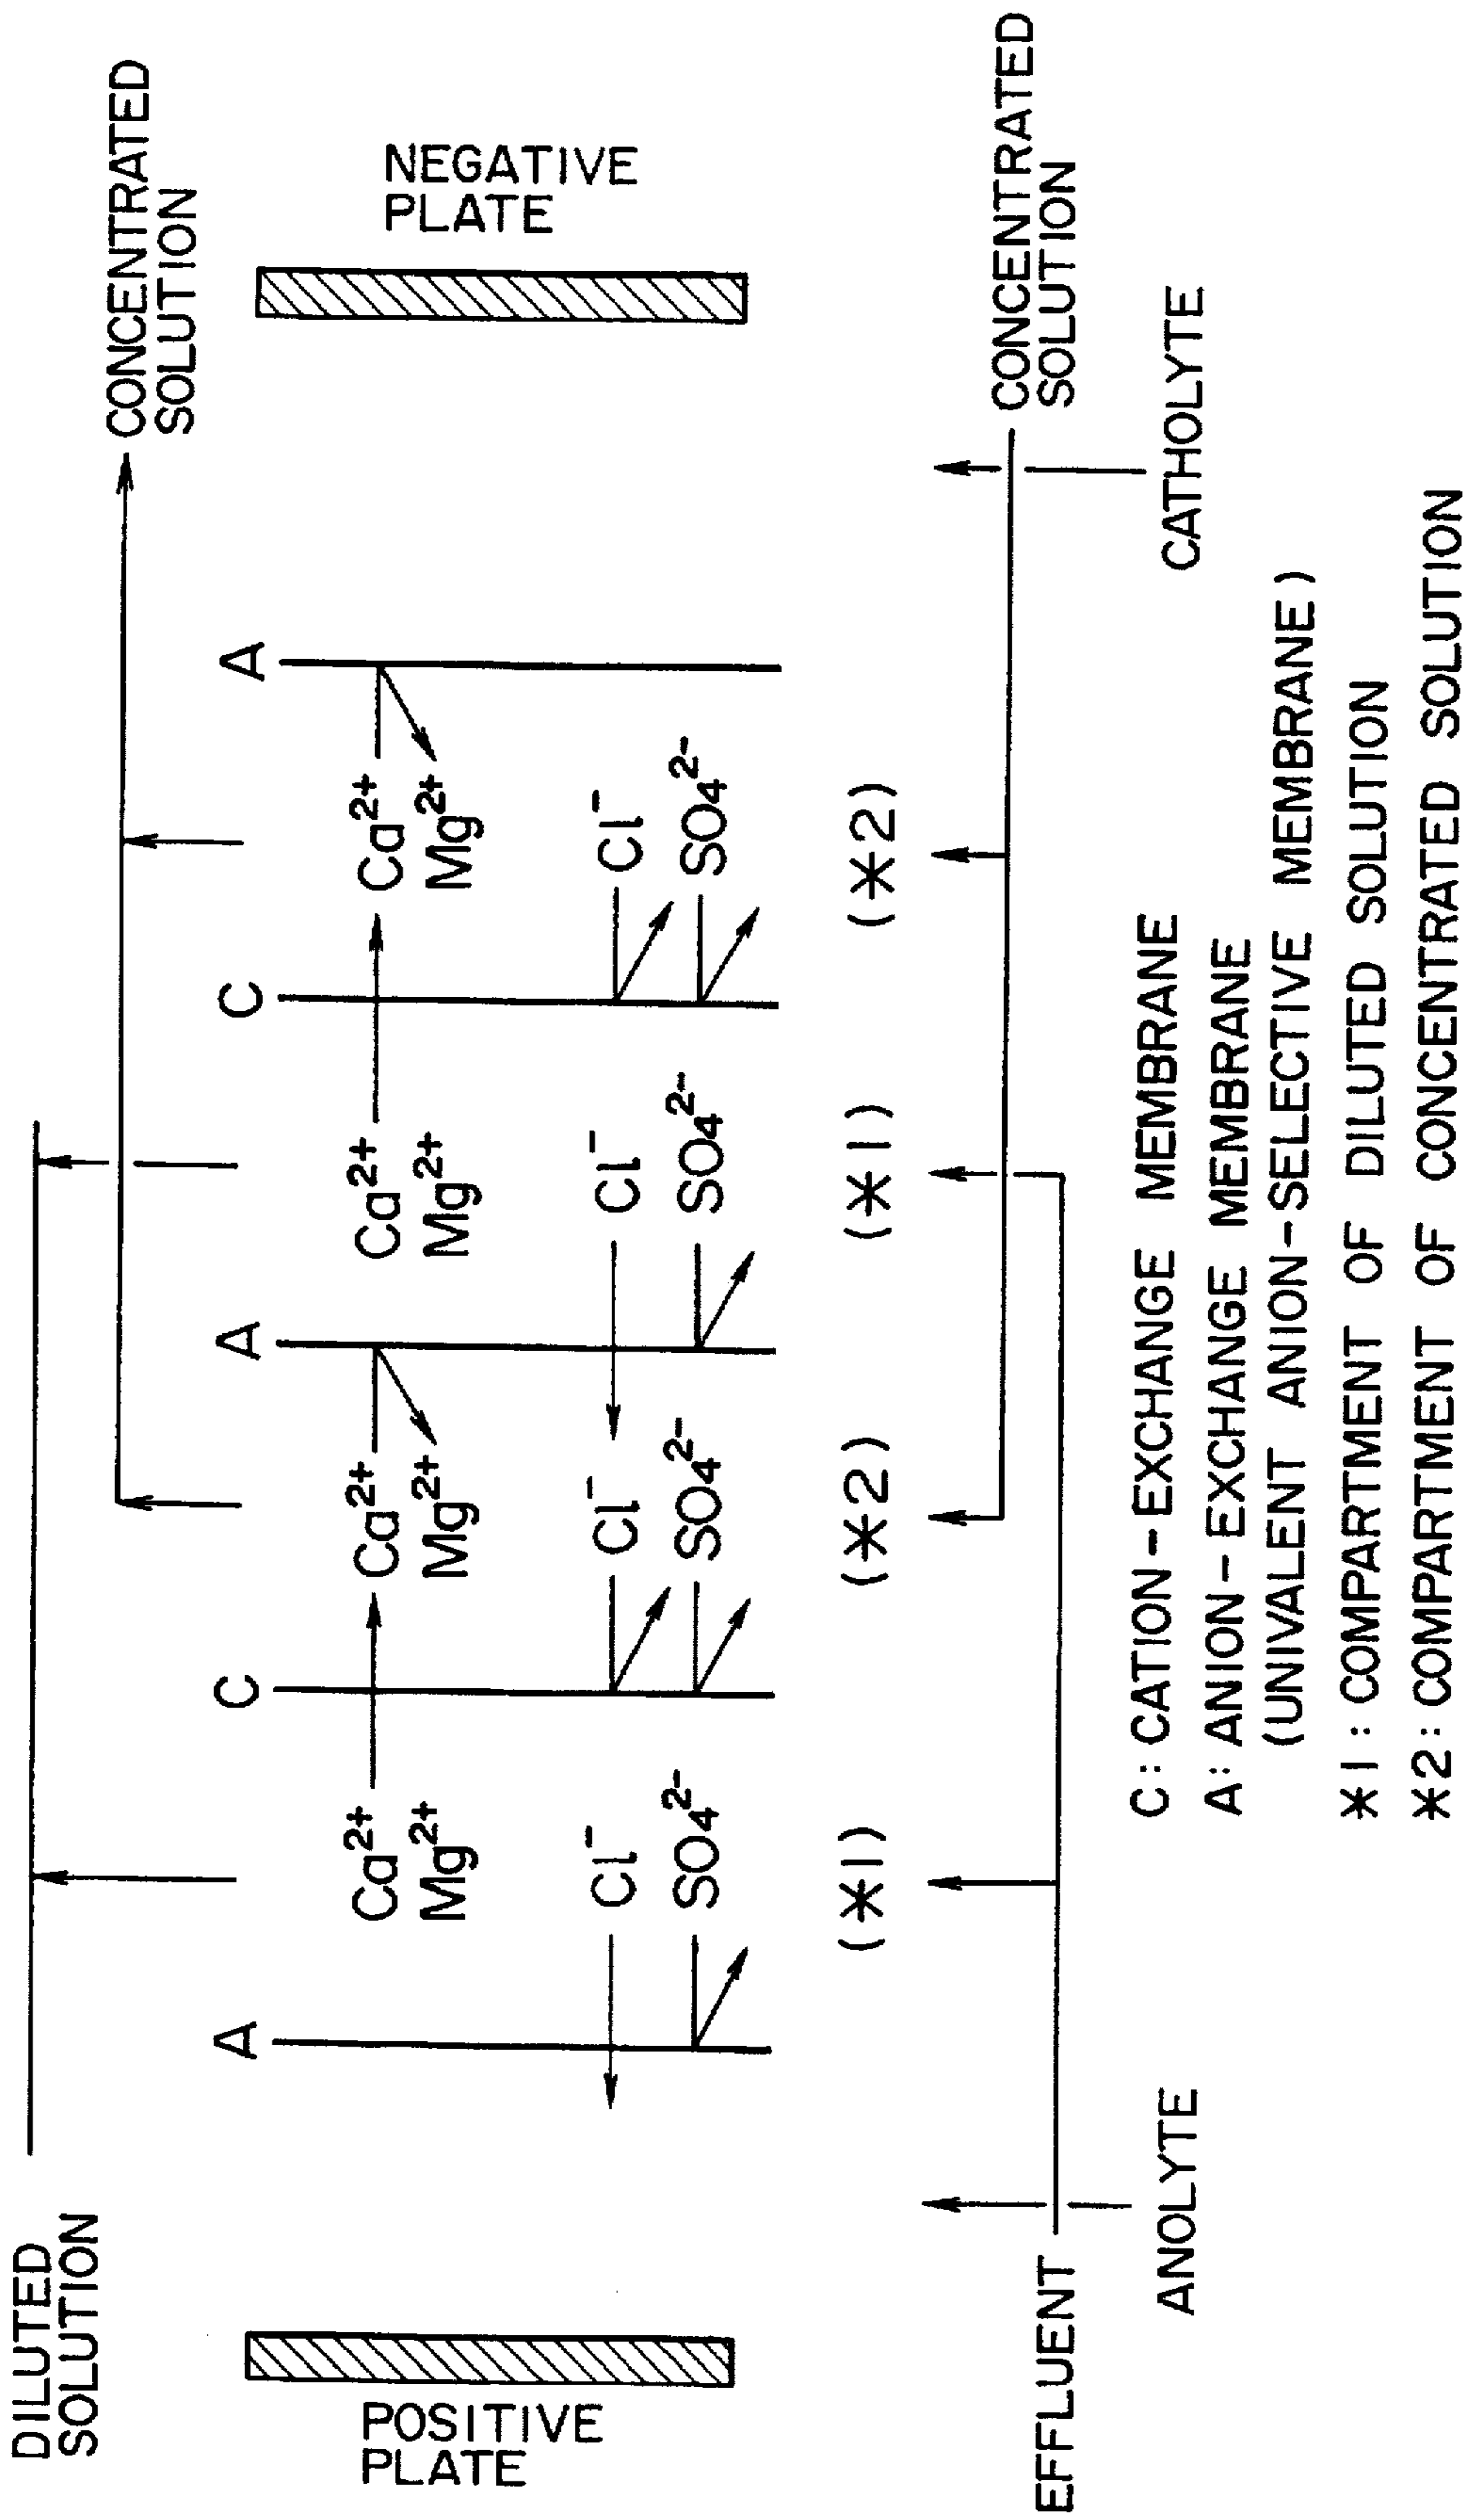 DILUTED
SOLUTION
CONCENTRATED
SOLUTION
A
C
A
C
A
POSITIVE
PLATE
NEGATIVE
PLATE
Ca²⁺
Mg²⁺
Ca²⁺
Mg²⁺
Ca²⁺
Mg²⁺
Ca²⁺
Mg²⁺
Cl⁻
SO₄²⁻
Cl⁻
SO₄²⁻
Cl⁻
SO₄²⁻
Cl⁻
SO₄²⁻
(*1)
(*2)
(*1)
(*2)
EFFLUENT
CONCENTRATED
SOLUTION
ANOLYTE
CATHOLYTE
C: CATION-EXCHANGE MEMBRANE
A: ANION-EXCHANGE MEMBRANE
(UNIVALENT ANION-SELECTIVE MEMBRANE)
*1: COMPARTMENT OF DILUTED SOLUTION
*2: COMPARTMENT OF CONCENTRATED SOLUTION